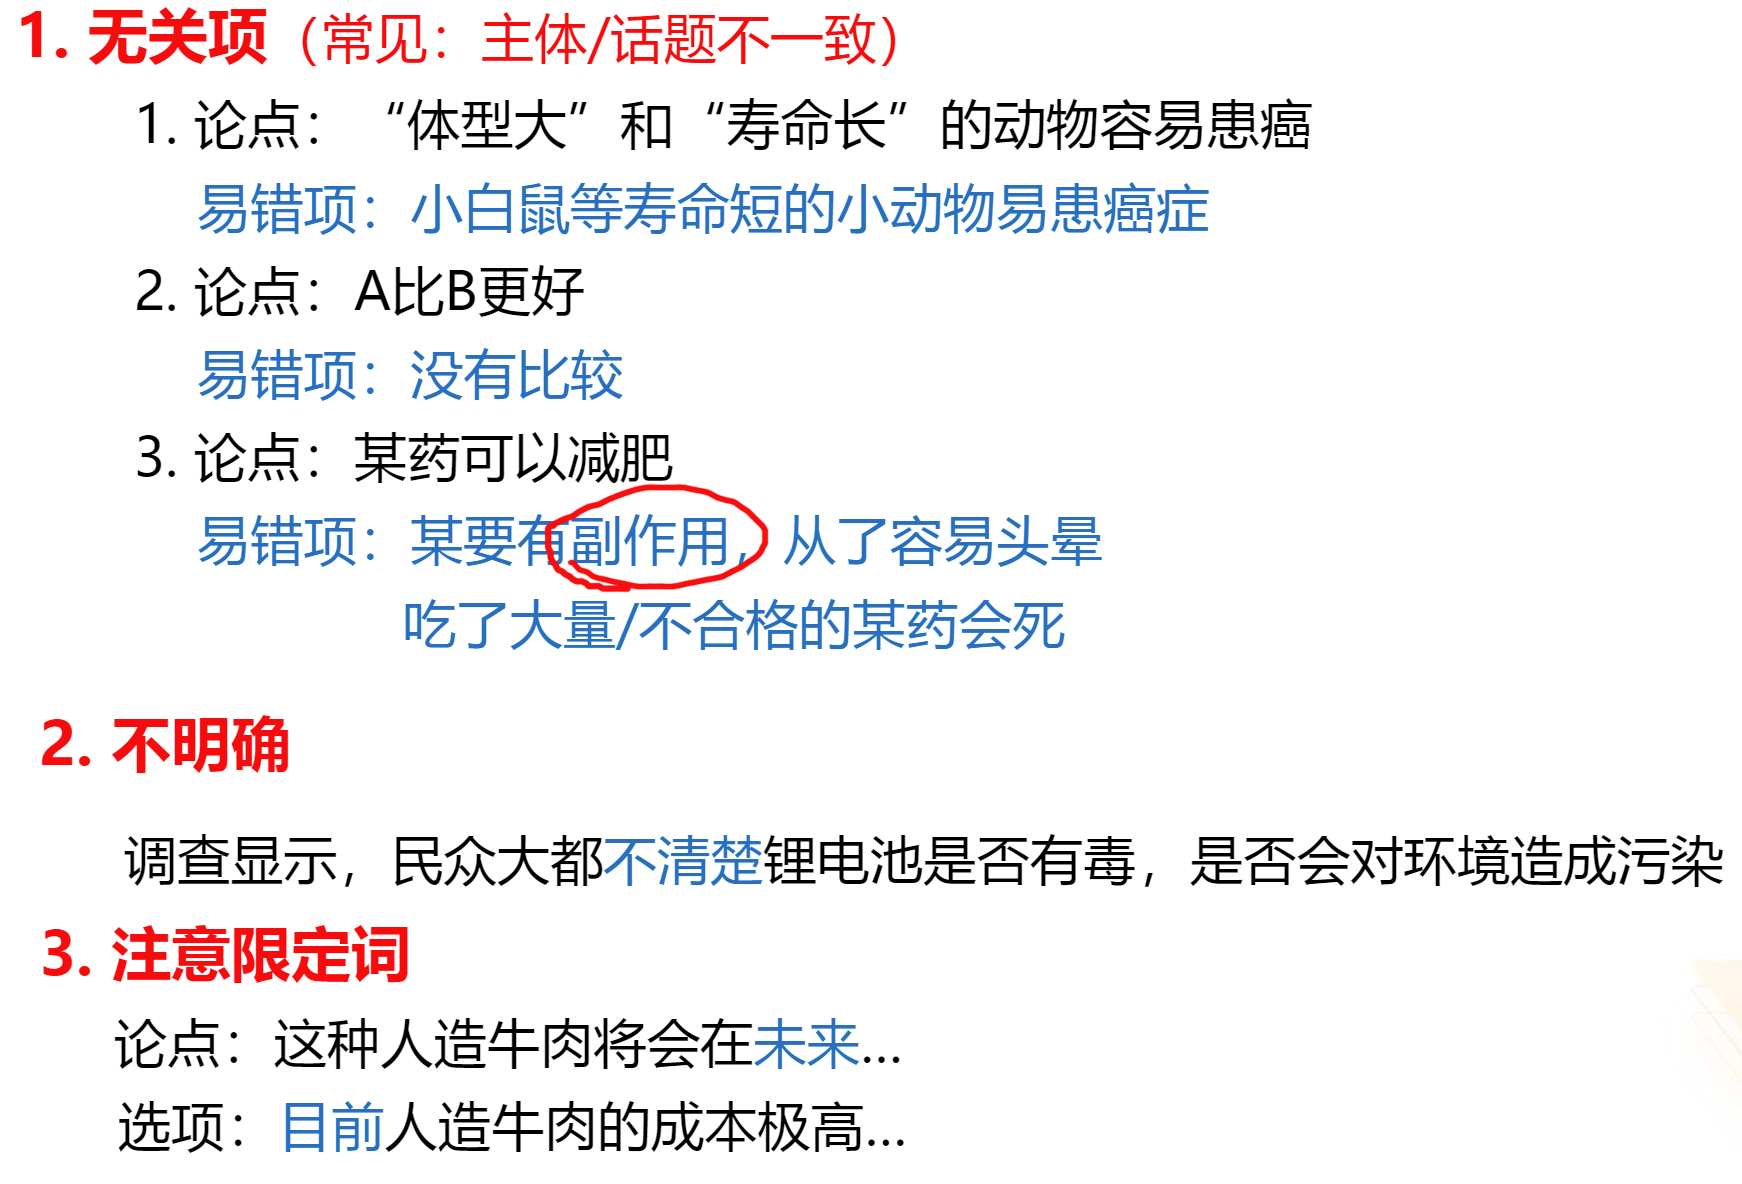 1. 无关项（常见：主体/话题不一致）
1. 论点：“体型大”和“寿命长”的动物容易患癌
易错项：小白鼠等寿命短的小动物易患癌症
2. 论点：A比B更好
易错项：没有比较
3. 论点：某药可以减肥
易错项：某要有副作用，从了容易头晕
吃了大量/不合格的某药会死
2. 不明确
调查显示，民众大都不清楚锂电池是否有毒，是否会对环境造成污染
3. 注意限定词
论点：这种人造牛肉将会在未来...
选项：目前人造牛肉的成本极高...